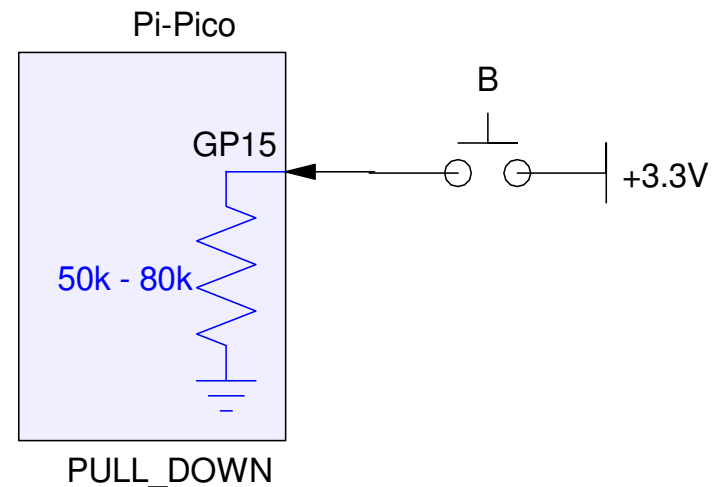 Pi-Pico
B
GP15
+3.3V
50k - 80k
PULL_DOWN